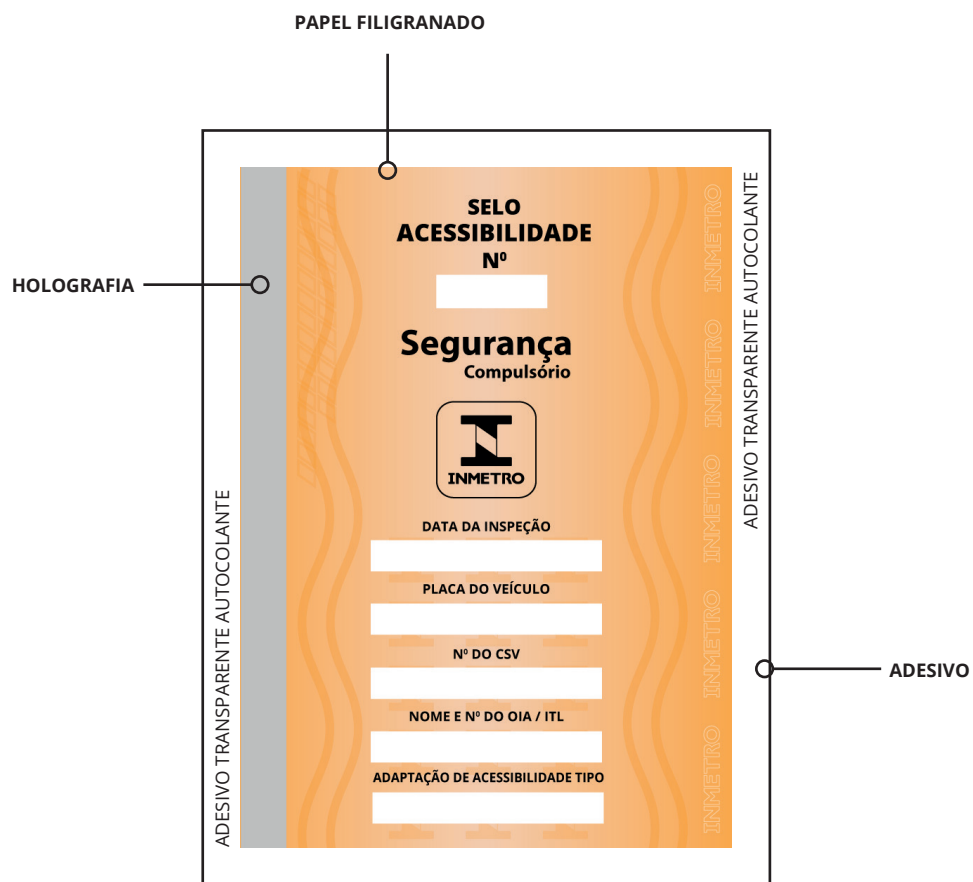 PAPEL FILIGRANADO
SELO
ACESSIBILIDADE
Nº
HOLOGRAFIA
Segurança
Compulsório
INMETRO
DATA DA INSPEÇÃO
PLACA DO VEÍCULO
Nº DO CSV
NOME E Nº DO OIA / ITL
ADAPTAÇÃO DE ACESSIBILIDADE TIPO
ADESIVO TRANSPARENTE AUTOCOLANTE
INMETRO
INMETRO
INMETRO
INMETRO
INMETRO
ADESIVO TRANSPARENTE AUTOCOLANTE
ADESIVO